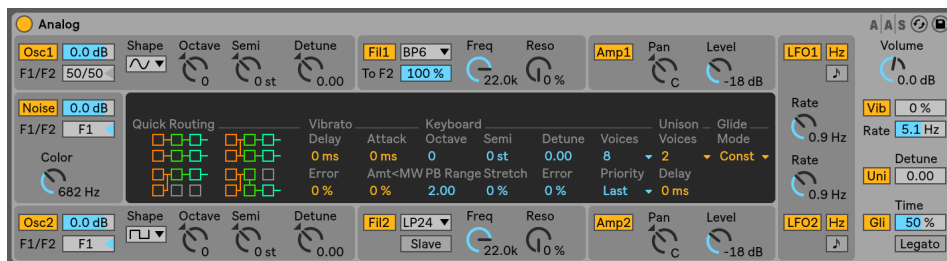 Analog A A S
Osc1 0.0 dB Shape Octave Semi Detune Fil1 BP6 Freq Reso Amp1 Pan Level LFO1 Hz Volume
F1/F2 50/50 0 0 st 0.00 To F2 100 % 22.0k 0 % C -18 dB 0.0 dB
Noise 0.0 dB Rate Vib 0 %
F1/F2 F1 0.9 Hz Rate 5.1 Hz
Color
682 Hz
Quick Routing Vibrato Keyboard Unison Glide
Delay Attack Octave Semi Detune Voices Voices Mode
0 ms 0 ms 0 0 st 0.00 8 2 Const
Error Amt<MW PB Range Stretch Error Priority Delay
0 % 0 % 2.00 0 % 0 % Last 0 ms
Rate Detune
0.9 Hz Uni 0.00
Osc2 0.0 dB Shape Octave Semi Detune Fil2 LP24 Freq Reso Amp2 Pan Level LFO2 Hz Time
Gli 50 %
F1/F2 F1 0 0 st 0.00 Slave 22.0k 0 % C -18 dB Legato